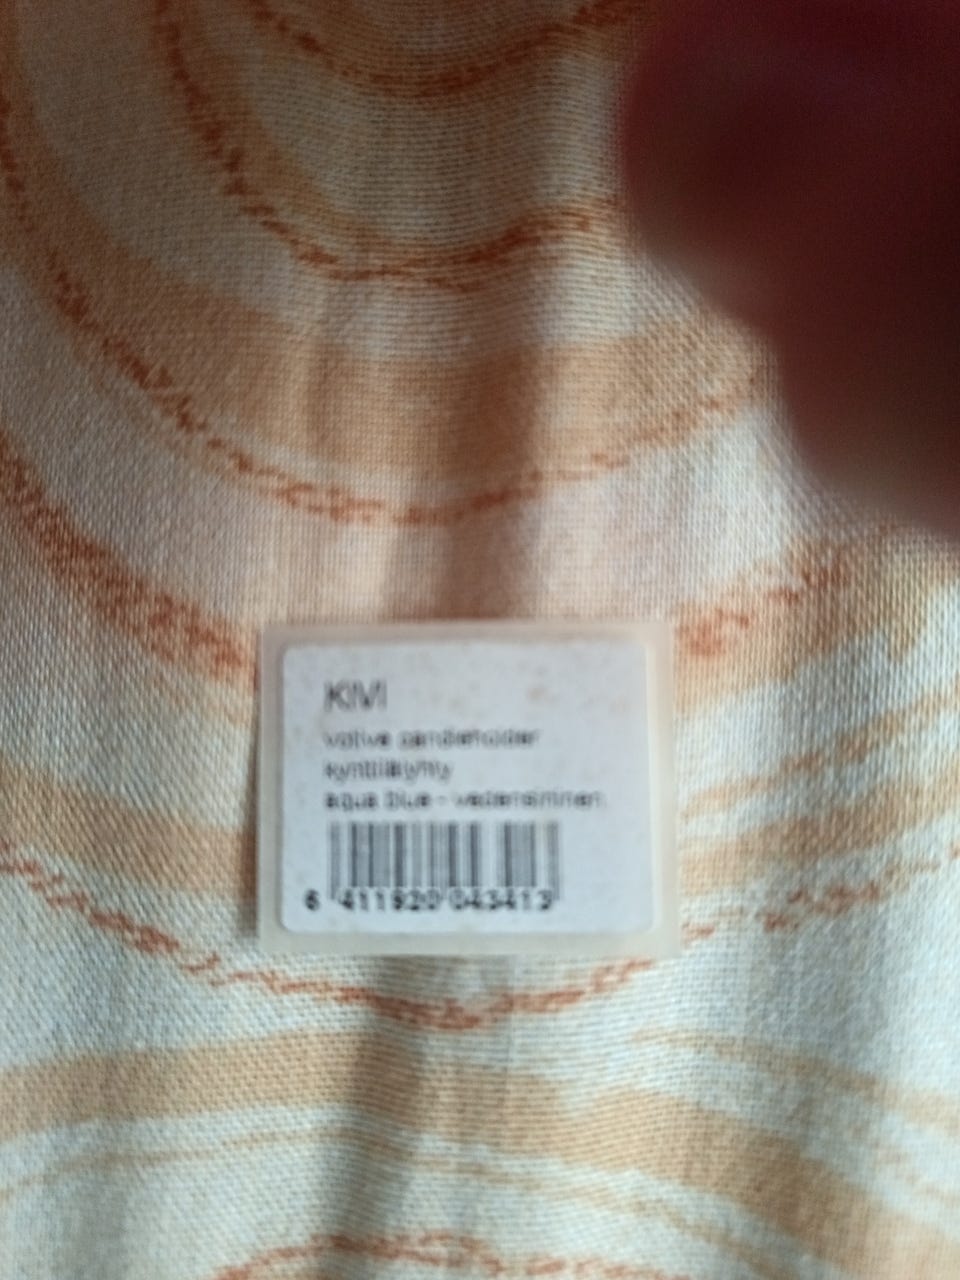 KIVI
votive candleholder
kynttilälyhty
aqua blue - vedensininen
6 411920 043413